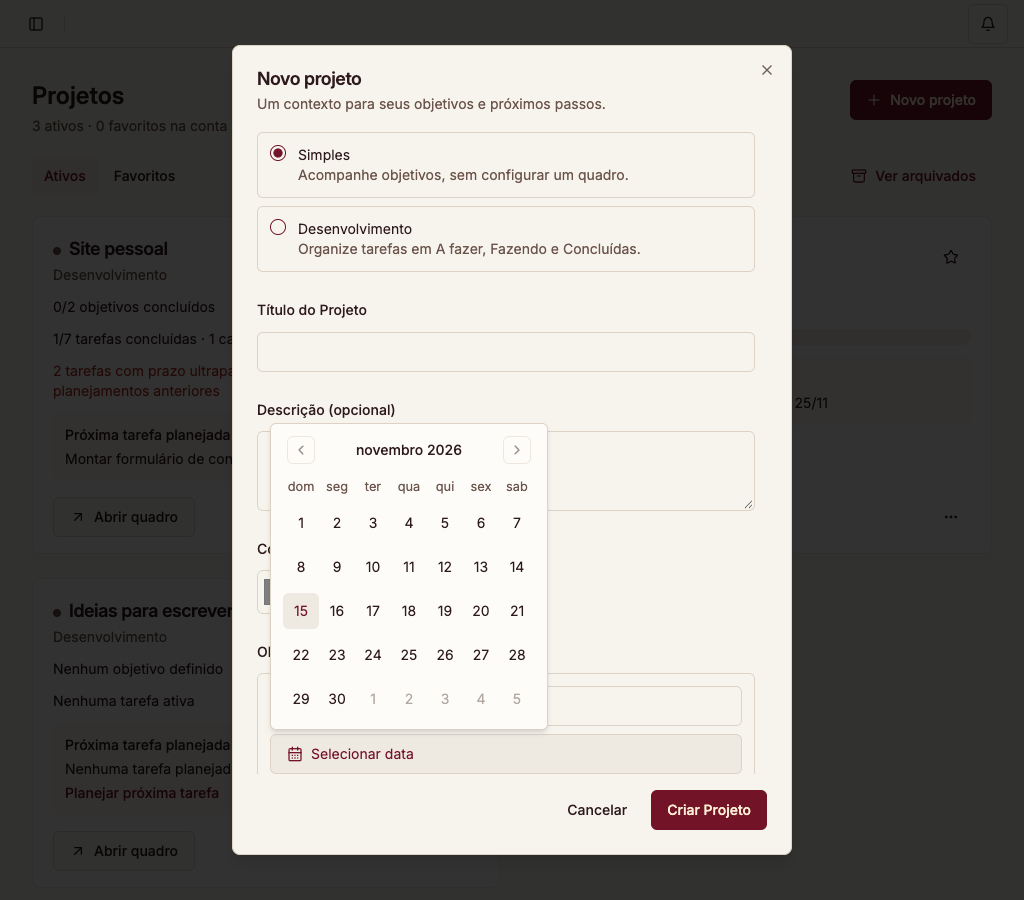 Projetos
3 ativos · 0 favoritos na conta
Novo projeto
Ativos
Favoritos
Ver arquivados
Site pessoal
Desenvolvimento
0/2 objetivos concluídos
1/7 tarefas concluídas · 1
2 tarefas com prazo
planejamentos anteriores
Próxima tarefa planejada
Montar formulário de
Abrir quadro
25/11
Ideias para escrever
Desenvolvimento
Nenhum objetivo definido
Nenhuma tarefa ativa
Próxima tarefa planejada
Nenhuma tarefa
Planejar próxima tarefa
Abrir quadro
Novo projeto
Um contexto para seus objetivos e próximos passos.
Simples
Acompanhe objetivos, sem configurar um quadro.
Desenvolvimento
Organize tarefas em A fazer, Fazendo e Concluídas.
Título do Projeto
Descrição (opcional)
novembro 2026
dom seg ter qua qui sex sab
1 2 3 4 5 6 7
8 9 10 11 12 13 14
15 16 17 18 19 20 21
22 23 24 25 26 27 28
29 30 1 2 3 4 5
Selecionar data
Cancelar
Criar Projeto